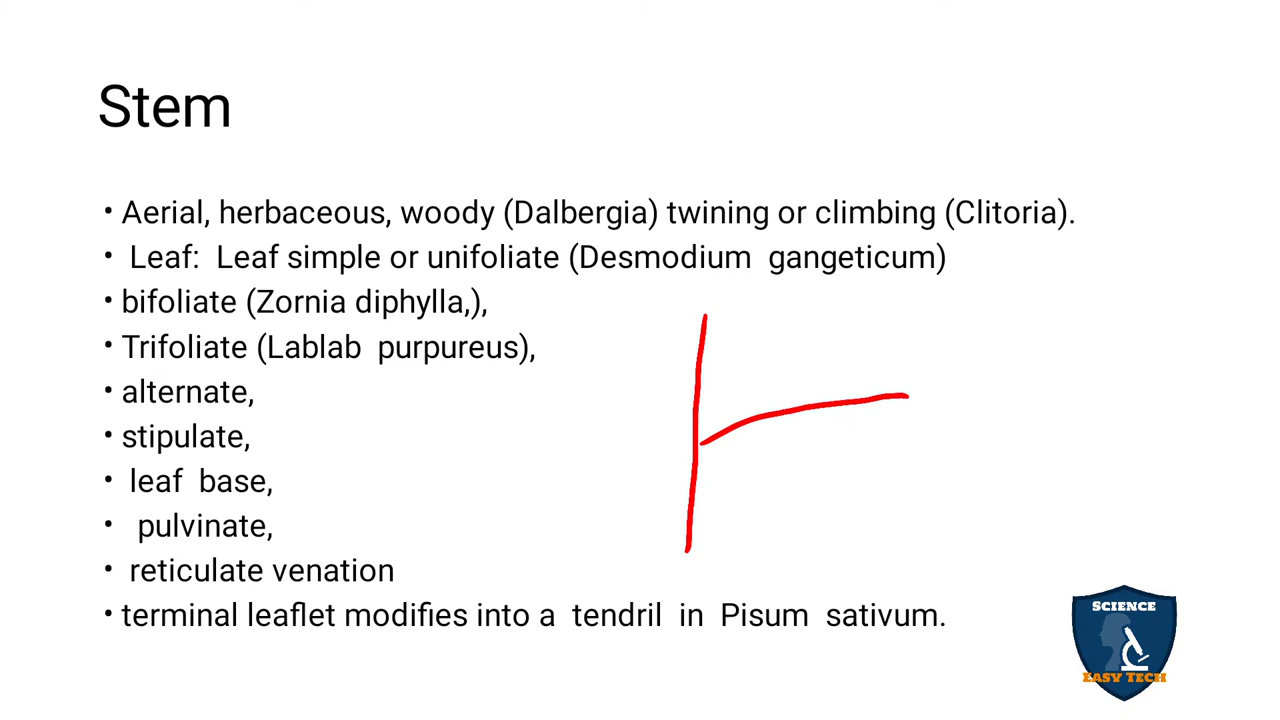 Stem
• Aerial, herbaceous, woody (Dalbergia) twining or climbing (Clitoria).
• Leaf: Leaf simple or unifoliate (Desmodium gangeticum)
• bifoliate (Zornia diphylla,),
• Trifoliate (Lablab purpureus),
• alternate,
• stipulate,
• leaf base,
• pulvinate,
• reticulate venation
• terminal leaflet modifies into a tendril in Pisum sativum.
SCIENCE
EASY TECH